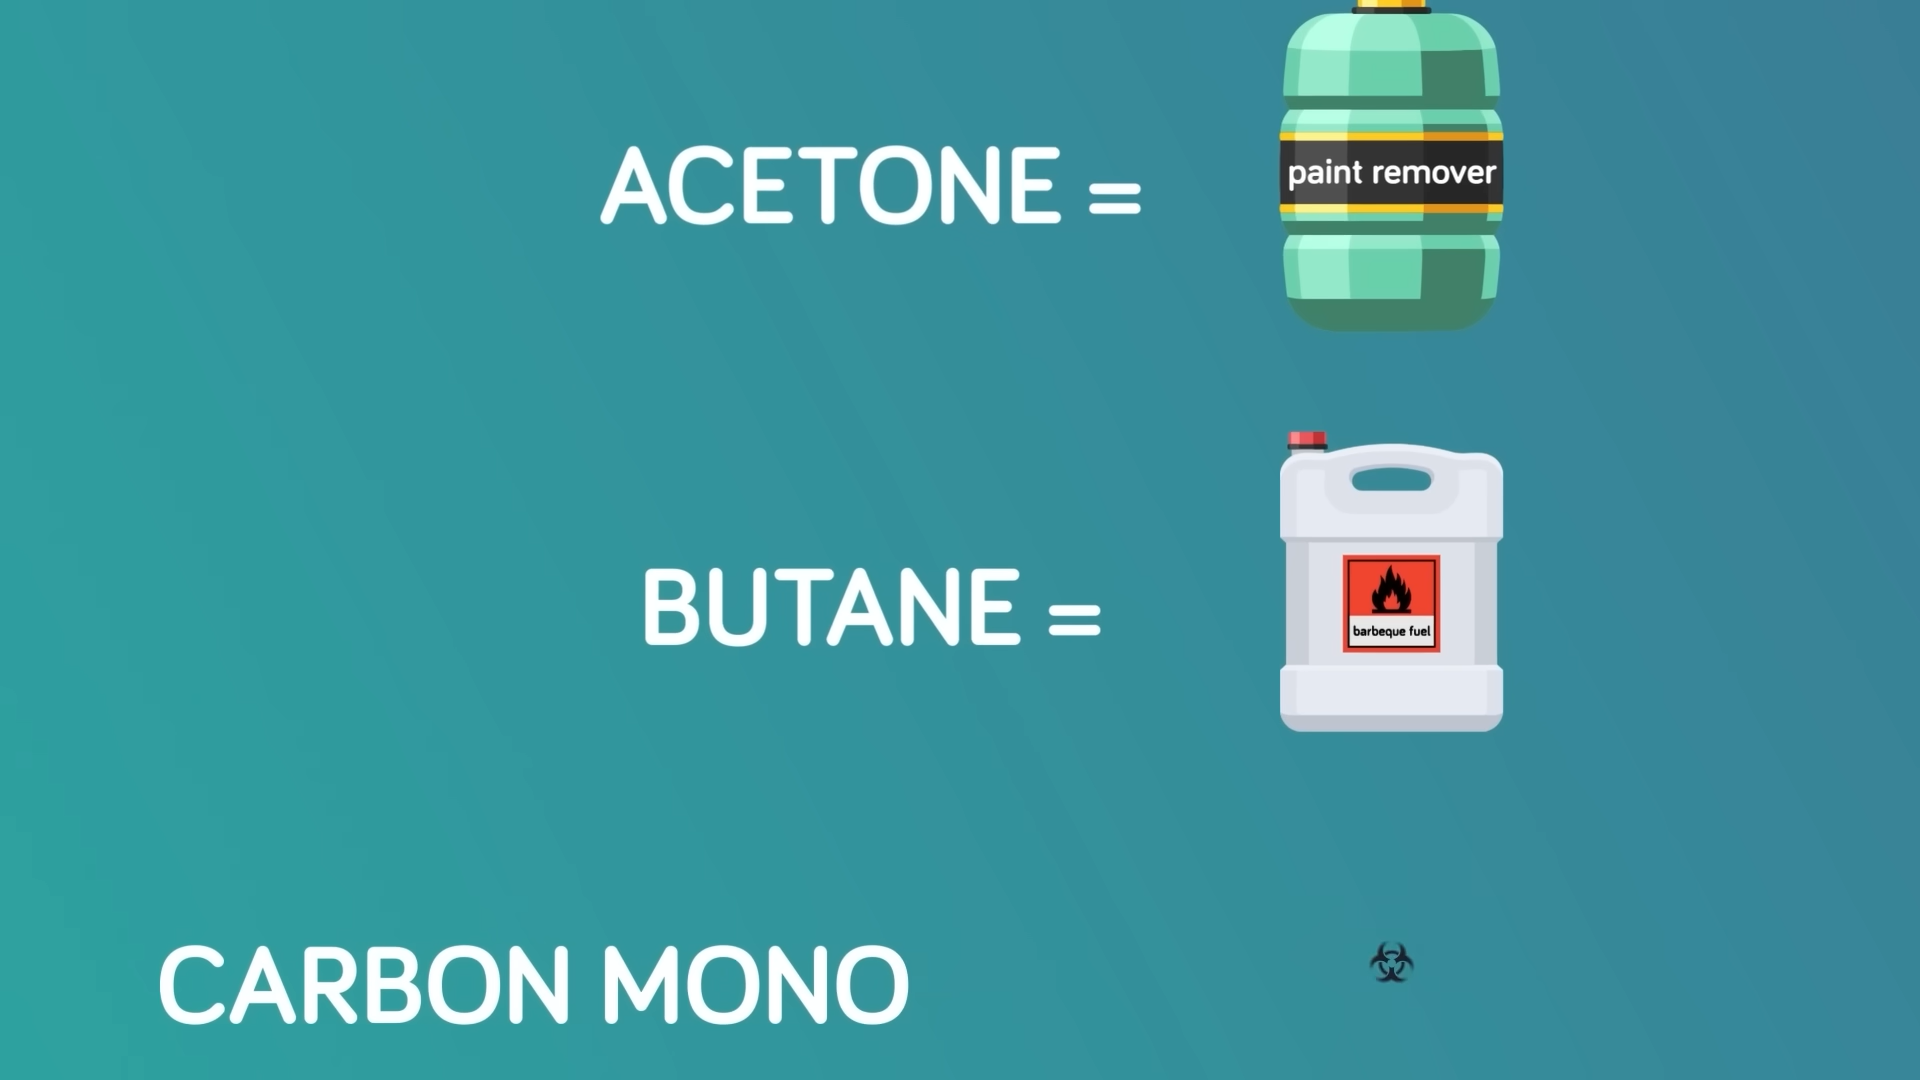 ACETONE =
paint remover
BUTANE =
barbeque fuel
CARBON MONO